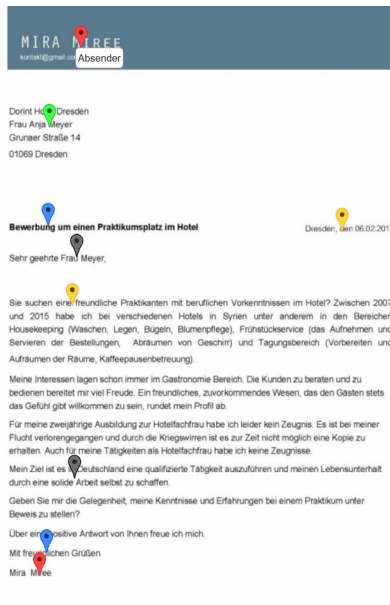 MIRA MIREE
kontakt@gmail.co
Absender
Dorint Ho Dresden
Frau Anja Meyer
Grunaer Straße 14
01069 Dresden
Bewerbung um einen Praktikumsplatz im Hotel
Dresden, den 06.02.201
Sehr geehrte Frau Meyer,
Sie suchen eine freundliche Praktikanten mit beruflichen Vorkenntnissen im Hotel? Zwischen 2007
und 2015 habe ich bei verschiedenen Hotels in Syrien unter anderem in den Bereichen
Housekeeping (Waschen, Legen, Bügeln, Blumenpflege), Frühstückservice (das Aufnehmen und
Servieren der Bestellungen, Abräumen von Geschirr) und Tagungsbereich (Vorbereiten und
Aufräumen der Räume, Kaffeepausenbetreuung).
Meine Interessen lagen schon immer im Gastronomie Bereich. Die Kunden zu beraten und zu
bedienen bereitet mir viel Freude. Ein freundliches, zuvorkommendes Wesen, das den Gästen stets
das Gefühl gibt willkommen zu sein, rundet mein Profil ab.
Für meine zweijährige Ausbildung zur Hotelfachfrau habe ich leider kein Zeugnis. Es ist bei meiner
Flucht verlorengegangen und durch die Kriegswirren ist es zur Zeit nicht möglich eine Kopie zu
erhalten. Auch für meine Tätigkeiten als Hotelfachfrau habe ich keine Zeugnisse.
Mein Ziel ist es in Deutschland eine qualifizierte Tätigkeit auszuführen und meinen Lebensunterhalt
durch eine solide Arbeit selbst zu schaffen.
Geben Sie mir die Gelegenheit, meine Kenntnisse und Erfahrungen bei einem Praktikum unter
Beweis zu stellen?
Über eine positive Antwort von Ihnen freue ich mich.
Mit freundlichen Grüßen
Mira Miree